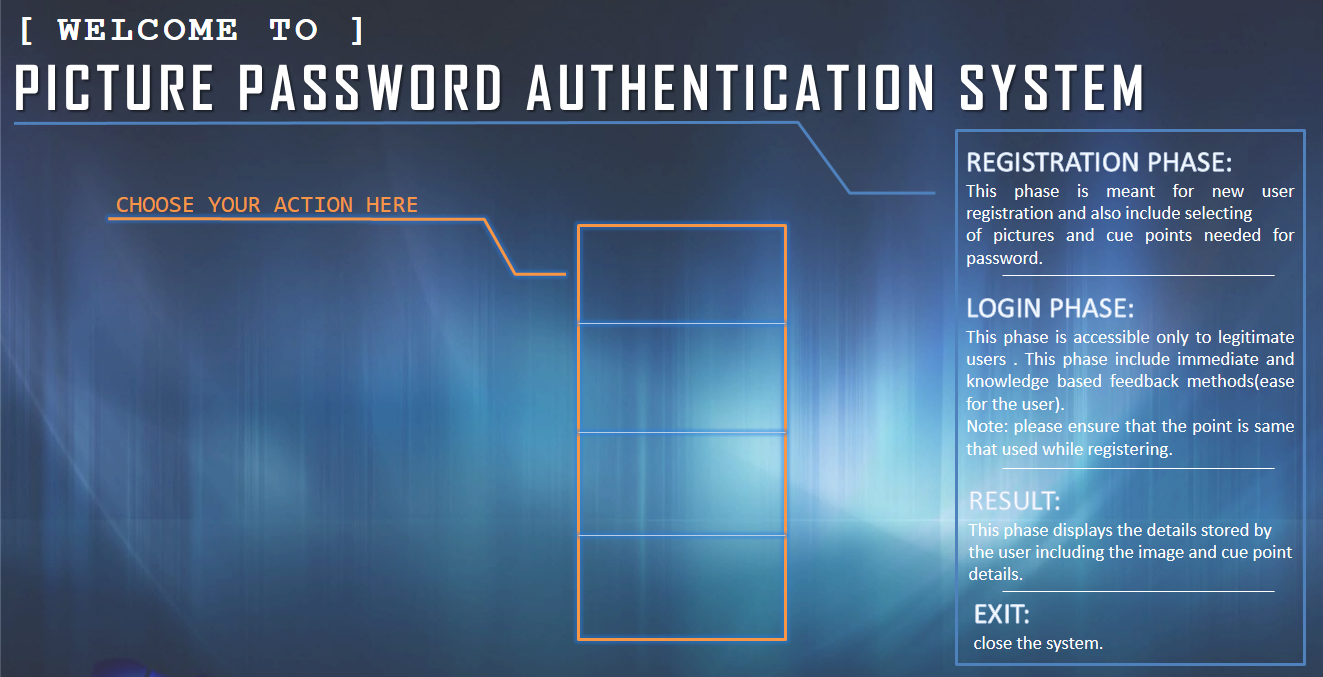 [ WELCOME TO ]
PICTURE PASSWORD AUTHENTICATION SYSTEM
CHOOSE YOUR ACTION HERE
REGISTRATION PHASE:
This phase is meant for new user
registration and also include selecting
of pictures and cue points needed for
password.
LOGIN PHASE:
This phase is accessible only to legitimate
users . This phase include immediate and
knowledge based feedback methods(ease
for the user).
Note: please ensure that the point is same
that used while registering.
RESULT:
This phase displays the details stored by
the user including the image and cue point
details.
EXIT:
close the system.